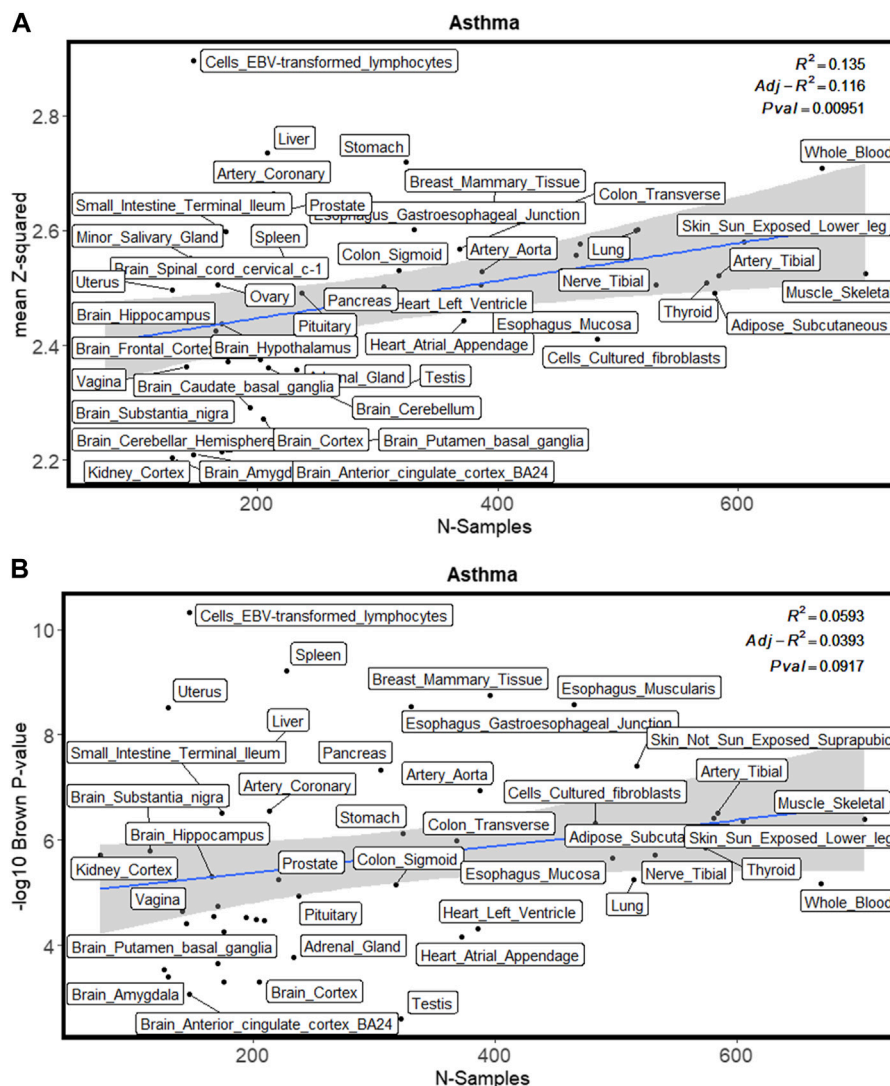 A
Asthma
R² = 0.135
Adj − R² = 0.116
Pval = 0.00951
Cells_EBV-transformed_lymphocytes
2.8
Liver
Stomach
Whole_Blood
Artery_Coronary
Breast_Mammary_Tissue
Small_Intestine_Terminal_Ileum
Prostate
Colon_Transverse
Esophagus_Gastroesophageal_Junction
2.6
Minor_Salivary_Gland
Spleen
Colon_Sigmoid
Artery_Aorta
Lung
Skin_Sun_Exposed_Lower_leg
Brain_Spinal_cord_cervical_c-1
Artery_Tibial
Uterus
Ovary
Pancreas
Heart_Left_Ventricle
Nerve_Tibial
Thyroid
Muscle_Skeletal
Brain_Hippocampus
Pituitary
Esophagus_Mucosa
Adipose_Subcutaneous
2.4
Brain_Frontal_Cortex
Brain_Hypothalamus
Heart_Atrial_Appendage
Cells_Cultured_fibroblasts
Vagina
Brain_Caudate_basal_ganglia
Testis
Brain_Substantia_nigra
Brain_Cerebellum
Brain_Cerebellar_Hemisphere
Brain_Cortex
Brain_Putamen_basal_ganglia
2.2
Kidney_Cortex
Brain_Amygd
Brain_Anterior_cingulate_cortex_BA24
mean Z-squared
200
400
600
N-Samples
B
Asthma
R² = 0.0593
Adj − R² = 0.0393
Pval = 0.0917
10
Cells_EBV-transformed_lymphocytes
Spleen
Uterus
Breast_Mammary_Tissue
Esophagus_Muscularis
Liver
Esophagus_Gastroesophageal_Junction
8
Small_Intestine_Terminal_Ileum
Pancreas
Skin_Not_Sun_Exposed_Suprapubic
Brain_Substantia_nigra
Artery_Coronary
Artery_Aorta
Artery_Tibial
Cells_Cultured_fibroblasts
Muscle_Skeletal
Brain_Hippocampus
Stomach
Colon_Transverse
Adipose_Subcuta
Skin_Sun_Exposed_Lower_leg
6
Kidney_Cortex
Prostate
Colon_Sigmoid
Esophagus_Mucosa
Nerve_Tibial
Thyroid
Vagina
Pituitary
Heart_Left_Ventricle
Lung
Whole_Blood
Brain_Putamen_basal_ganglia
Adrenal_Gland
Heart_Atrial_Appendage
4
Brain_Amygdala
Brain_Cortex
Testis
Brain_Anterior_cingulate_cortex_BA24
-log10 Brown P-value
200
400
600
N-Samples